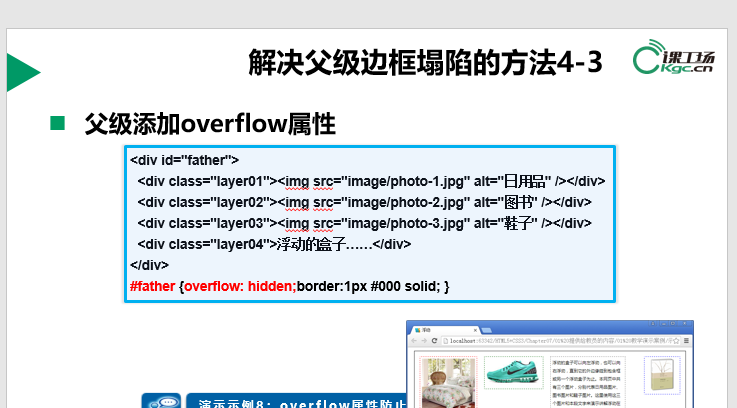 解决父级边框塌陷的方法4-3
课工场
Kgc.cn
父级添加overflow属性
<div id="father">
<div class="layer01"><img src="image/photo-1.jpg" alt="日用品" /></div>
<div class="layer02"><img src="image/photo-2.jpg" alt="图书" /></div>
<div class="layer03"><img src="image/photo-3.jpg" alt="鞋子" /></div>
<div class="layer04">浮动的盒子……</div>
</div>
#father {overflow: hidden;border:1px #000 solid; }
浮动
演示示例8：overflow属性防止